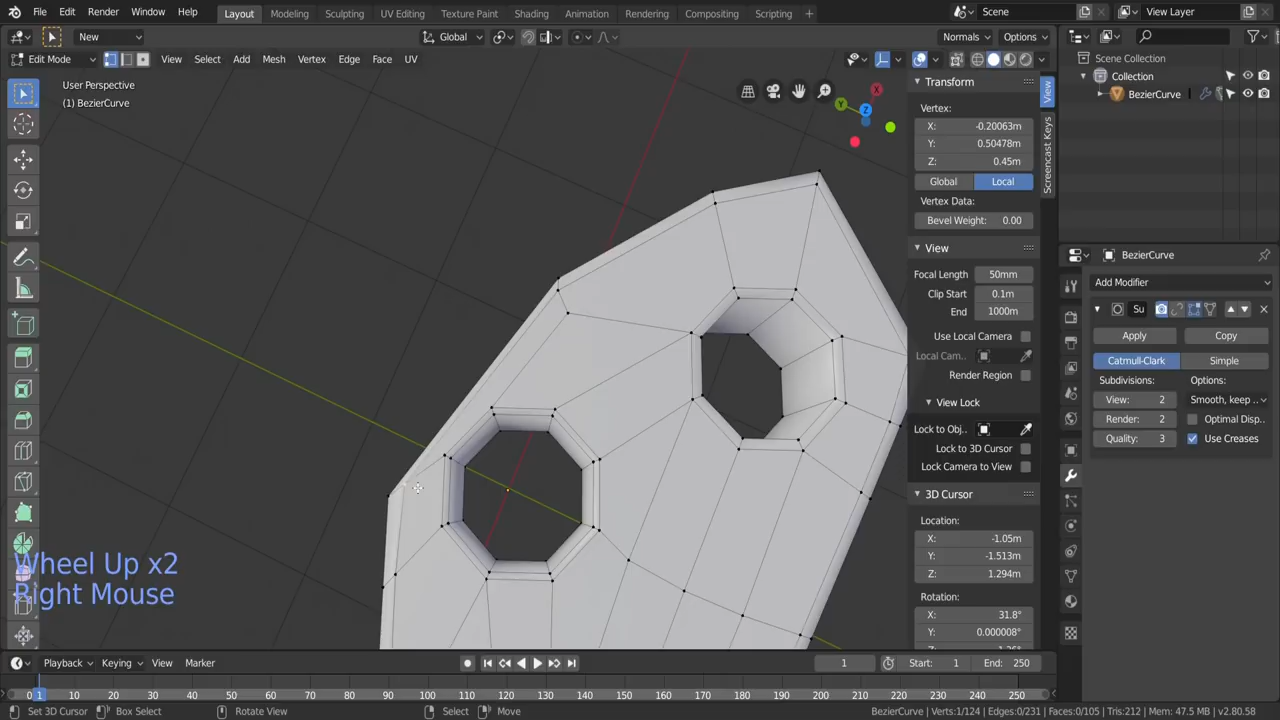 File Edit Render Window Help Layout Modeling Sculpting UV Editing Texture Paint Shading Animation Rendering Compositing Scripting + Scene View Layer
New Global Normals Options
Edit Mode View Select Add Mesh Vertex Edge Face UV
User Perspective
(1) BezierCurve
Transform
Vertex:
X: -0.20063m
Y: 0.50478m
Z: 0.45m
Global Local
Vertex Data:
Bevel Weight: 0.00
View
Focal Length 50mm
Clip Start 0.1m
End 1000m
Use Local Camera
Local Cam..
Render Region
View Lock
Lock to Obj..
Lock to 3D Cursor
Lock Camera to View
3D Cursor
Location:
X: -1.05m
Y: -1.513m
Z: 1.294m
Rotation:
X: 31.8°
Y: 0.000008°
View
Screencast Keys
Scene Collection
Collection
BezierCurve
BezierCurve
Add Modifier
Su
Apply Copy
Catmull-Clark Simple
Subdivisions: Options:
View: 2 Smooth, keep ..
Render: 2 Optimal Disp..
Quality: 3 Use Creases
X
Y
Z
Wheel Up x2
Right Mouse
Playback Keying View Marker 1 Start: 1 End: 250
0 1 10 20 30 40 50 60 70 80 90 100 110 120 130 140 150 160 170 180 190 200 210 220 230 240 250
Set 3D Cursor Box Select Rotate View Select Move BezierCurve | Verts:1/124 | Edges:0/231 | Faces:0/105 | Tris:212 | Mem: 47.5 MB | v2.80.58